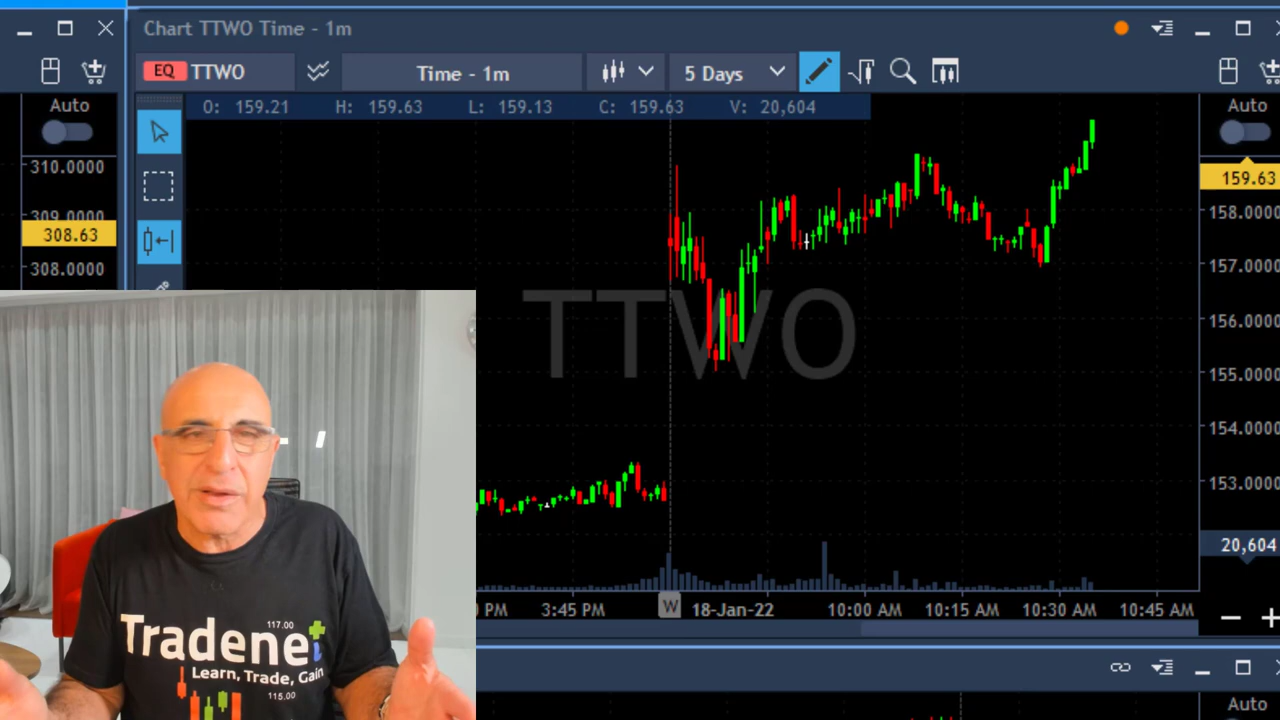 Chart TTWO Time - 1m
EQ TTWO
Time - 1m
5 Days
Auto
O: 159.21 H: 159.63 L: 159.13 C: 159.63 V: 20,604
Auto
310.0000
309.0000
308.63
308.0000
159.63
158.0000
157.0000
156.0000
155.0000
154.0000
153.0000
20,604
TTWO
PM
3:45 PM
W
18-Jan-22
10:00 AM
10:15 AM
10:30 AM
10:45 AM
117.00
Tradenet
Learn, Trade, Gain
115.00
Auto